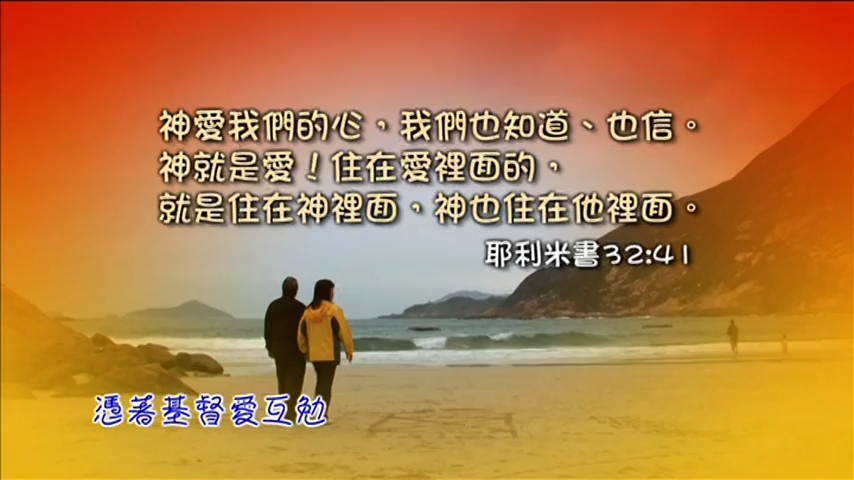 神愛我們的心，我們也知道、也信。
神就是愛！住在愛裡面的，
就是住在神裡面，神也住在他裡面。
耶利米書32:41
憑著基督愛互勉